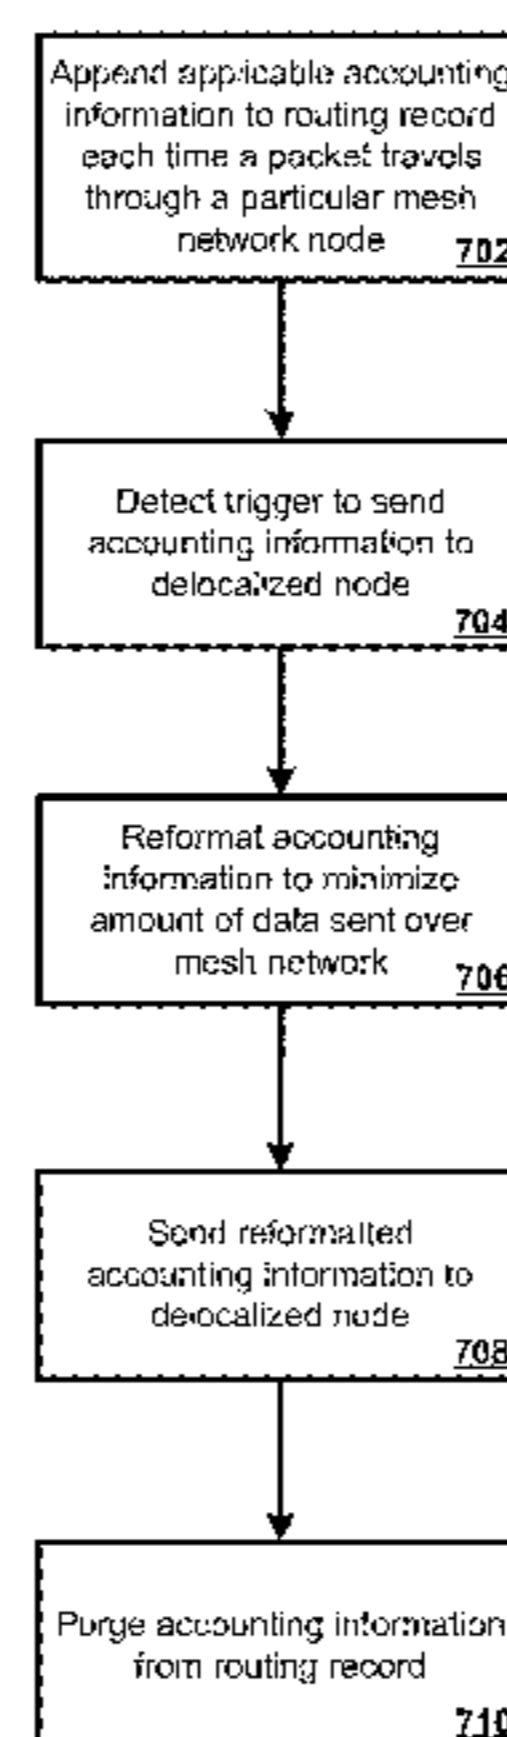 Append applicable accounting
information to routing record
each time a packet travels
through a particular mesh
network node
702
Detect trigger to send
accounting information to
delocalized node
704
Reformat accounting
information to minimize
amount of data sent over
mesh network
706
Send reformatted
accounting information to
delocalized node
708
Purge accounting information
from routing record
710